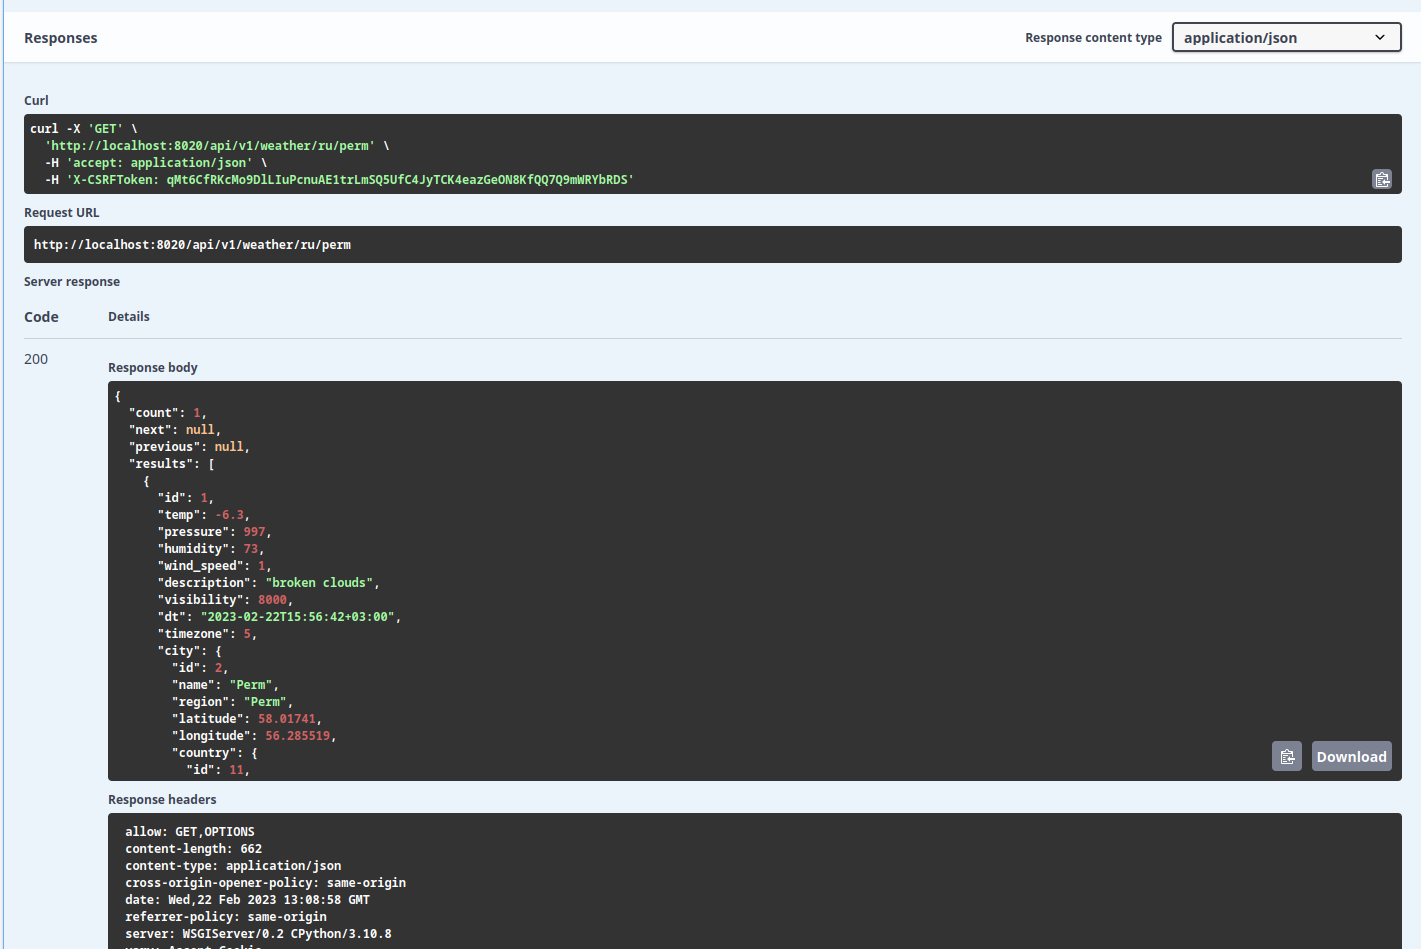 Responses
Response content type
application/json
Curl
curl -X 'GET' \
'http://localhost:8020/api/v1/weather/ru/perm' \
-H 'accept: application/json' \
-H 'X-CSRFToken: qMt6CfRKcMo9DlLIuPcnuAE1trLmSQ5UfC4JyTCK4eazGeON8KfQQ7Q9mWRYbRDS'
Request URL
http://localhost:8020/api/v1/weather/ru/perm
Server response
Code Details
200
Response body
{
"count": 1,
"next": null,
"previous": null,
"results": [
{
"id": 1,
"temp": -6.3,
"pressure": 997,
"humidity": 73,
"wind_speed": 1,
"description": "broken clouds",
"visibility": 8000,
"dt": "2023-02-22T15:56:42+03:00",
"timezone": 5,
"city": {
"id": 2,
"name": "Perm",
"region": "Perm",
"latitude": 58.01741,
"longitude": 56.285519,
"country": {
"id": 11,
Download
Response headers
allow: GET,OPTIONS
content-length: 662
content-type: application/json
cross-origin-opener-policy: same-origin
date: Wed,22 Feb 2023 13:08:58 GMT
referrer-policy: same-origin
server: WSGIServer/0.2 CPython/3.10.8